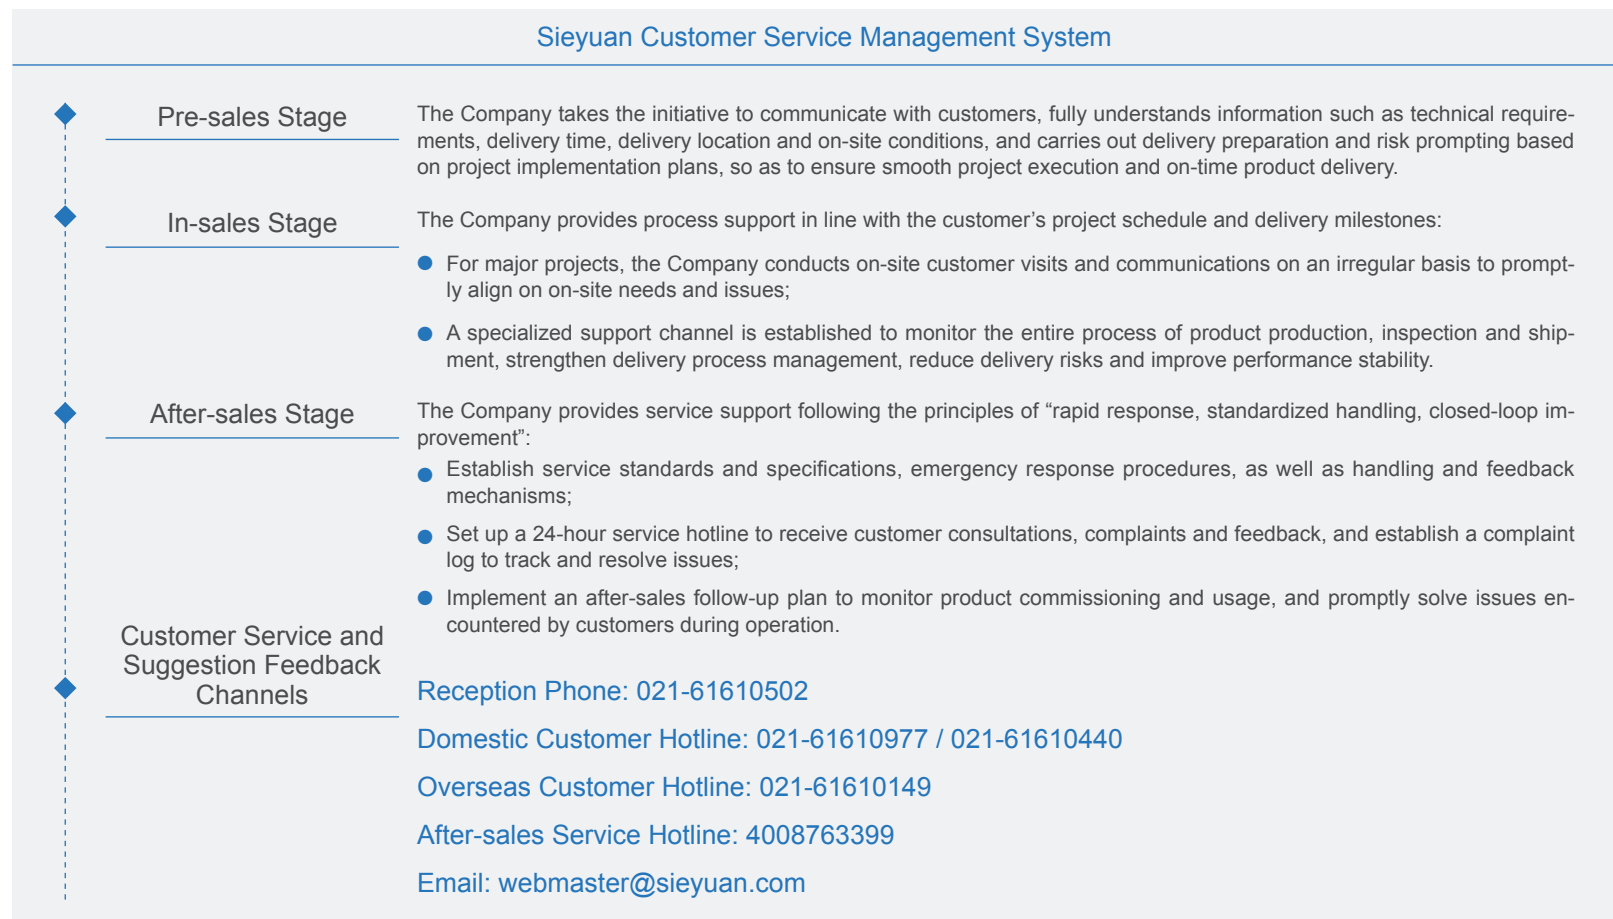 Sieyuan Customer Service Management System
Pre-sales Stage
The Company takes the initiative to communicate with customers, fully understands information such as technical require-
ments, delivery time, delivery location and on-site conditions, and carries out delivery preparation and risk prompting based
on project implementation plans, so as to ensure smooth project execution and on-time product delivery.
In-sales Stage
The Company provides process support in line with the customer’s project schedule and delivery milestones:
● For major projects, the Company conducts on-site customer visits and communications on an irregular basis to prompt-
ly align on on-site needs and issues;
● A specialized support channel is established to monitor the entire process of product production, inspection and ship-
ment, strengthen delivery process management, reduce delivery risks and improve performance stability.
After-sales Stage
The Company provides service support following the principles of “rapid response, standardized handling, closed-loop im-
provement”:
● Establish service standards and specifications, emergency response procedures, as well as handling and feedback
mechanisms;
● Set up a 24-hour service hotline to receive customer consultations, complaints and feedback, and establish a complaint
log to track and resolve issues;
● Implement an after-sales follow-up plan to monitor product commissioning and usage, and promptly solve issues en-
countered by customers during operation.
Customer Service and
Suggestion Feedback
Channels
Reception Phone: 021-61610502
Domestic Customer Hotline: 021-61610977 / 021-61610440
Overseas Customer Hotline: 021-61610149
After-sales Service Hotline: 4008763399
Email: webmaster@sieyuan.com